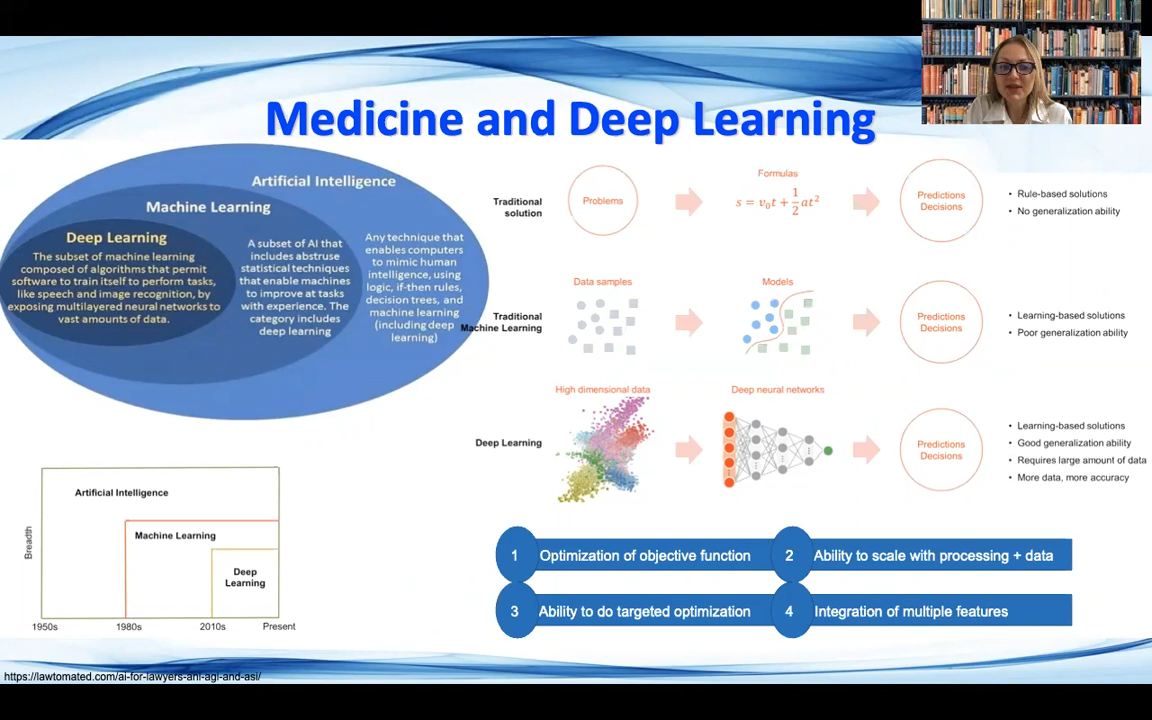 Medicine and Deep Learning
Artificial Intelligence
Machine Learning
Deep Learning
The subset of machine learning
composed of algorithms that permit
software to train itself to perform tasks,
like speech and image recognition, by
exposing multilayered neural networks to
vast amounts of data.
A subset of AI that
includes abstruse
statistical techniques
that enable machines
to improve at tasks
with experience. The
category includes
deep learning
Any technique that
enables computers
to mimic human
intelligence, using
logic, if-then rules,
decision trees, and
machine learning
(including deep
learning)
Traditional
solution
Problems
Formulas
s = v₀t + 1/2 at²
Predictions
Decisions
• Rule-based solutions
• No generalization ability
Traditional
Machine Learning
Data samples
Models
Predictions
Decisions
• Learning-based solutions
• Poor generalization ability
Deep Learning
High dimensional data
Deep neural networks
Predictions
Decisions
• Learning-based solutions
• Good generalization ability
• Requires large amount of data
• More data, more accuracy
Breadth
Artificial Intelligence
Machine Learning
Deep
Learning
1950s 1980s 2010s Present
1 Optimization of objective function
2 Ability to scale with processing + data
3 Ability to do targeted optimization
4 Integration of multiple features
https://lawtomated.com/ai-for-lawyers-ani-agi-and-asi/